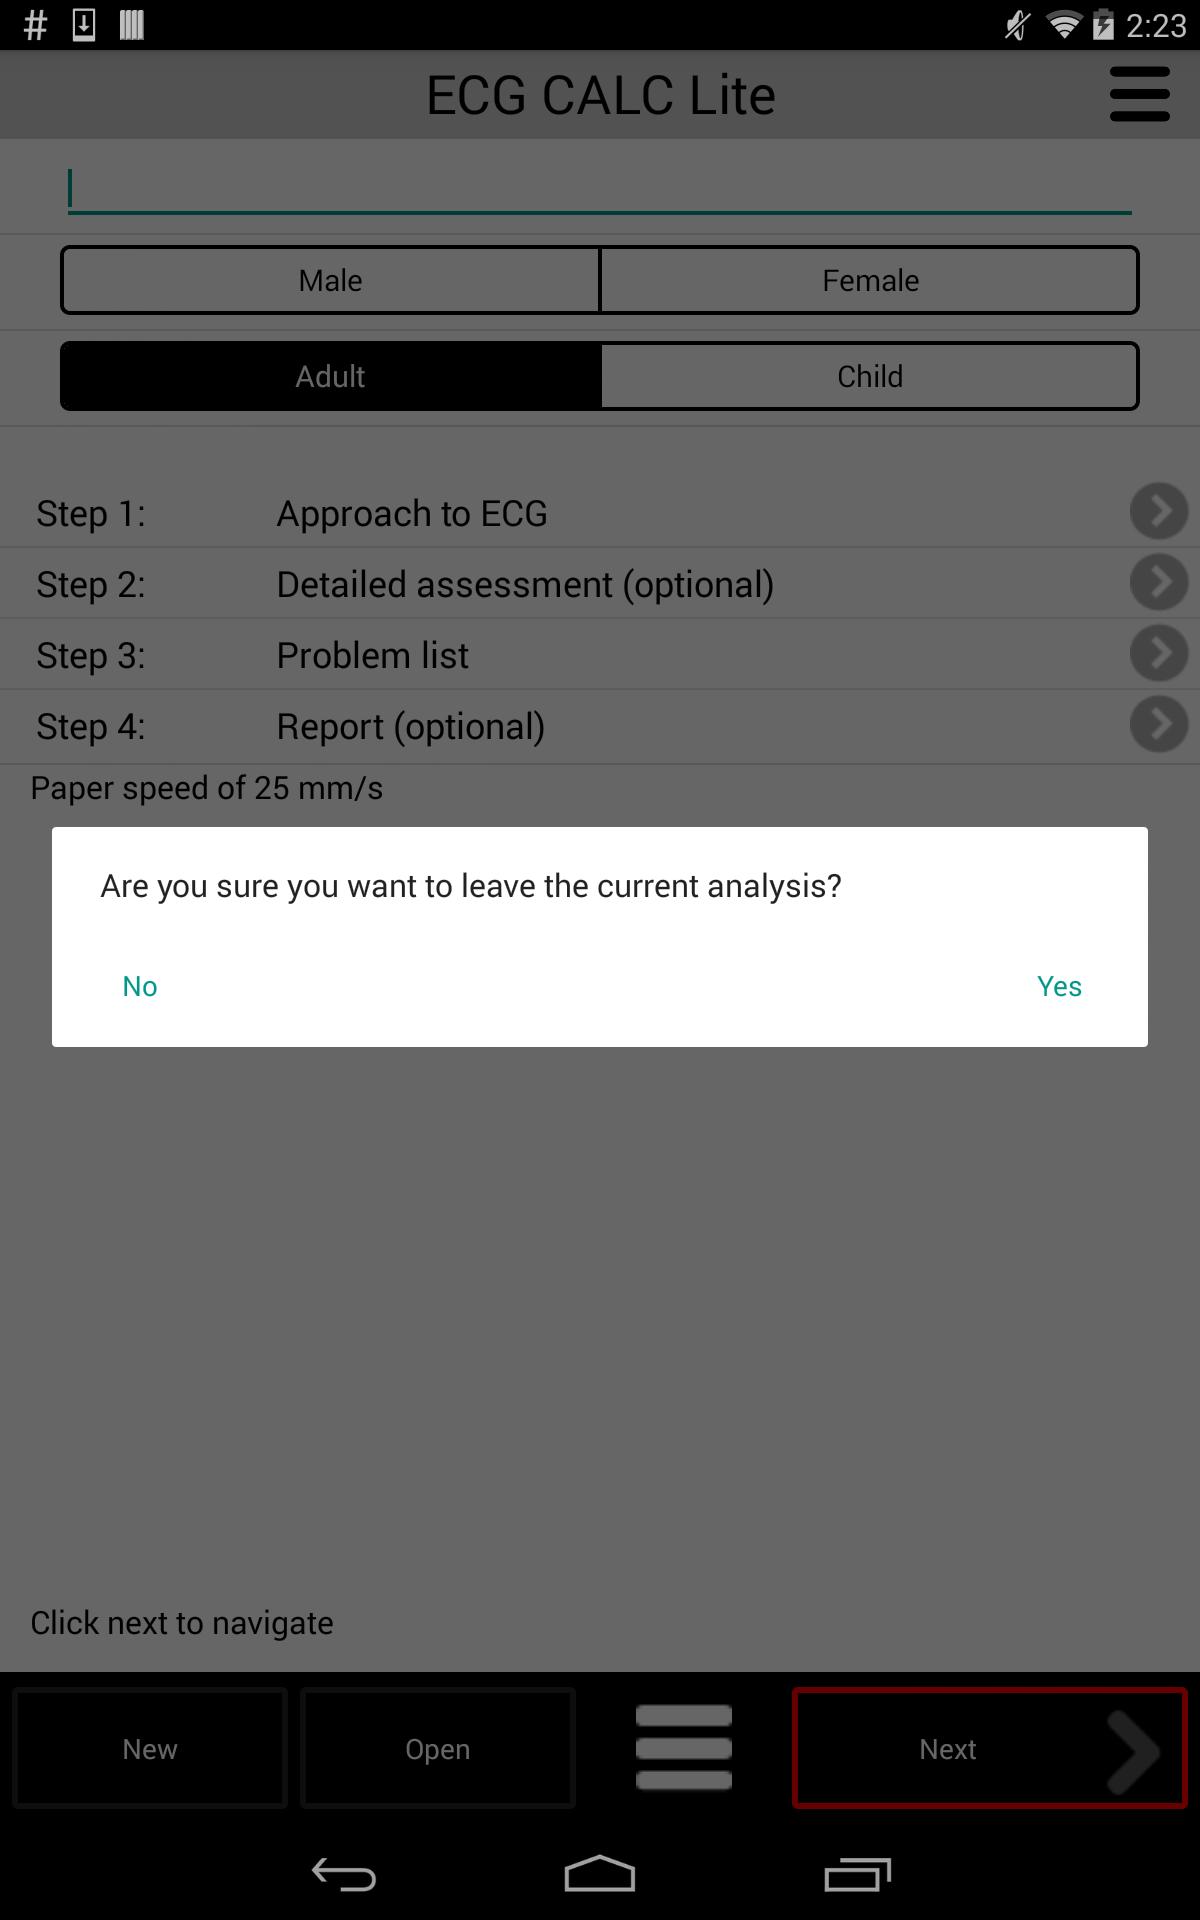 2:23
ECG CALC Lite
Male Female
Adult Child
Step 1: Approach to ECG
Step 2: Detailed assessment (optional)
Step 3: Problem list
Step 4: Report (optional)
Paper speed of 25 mm/s
Are you sure you want to leave the current analysis?
No Yes
Click next to navigate
New Open Next